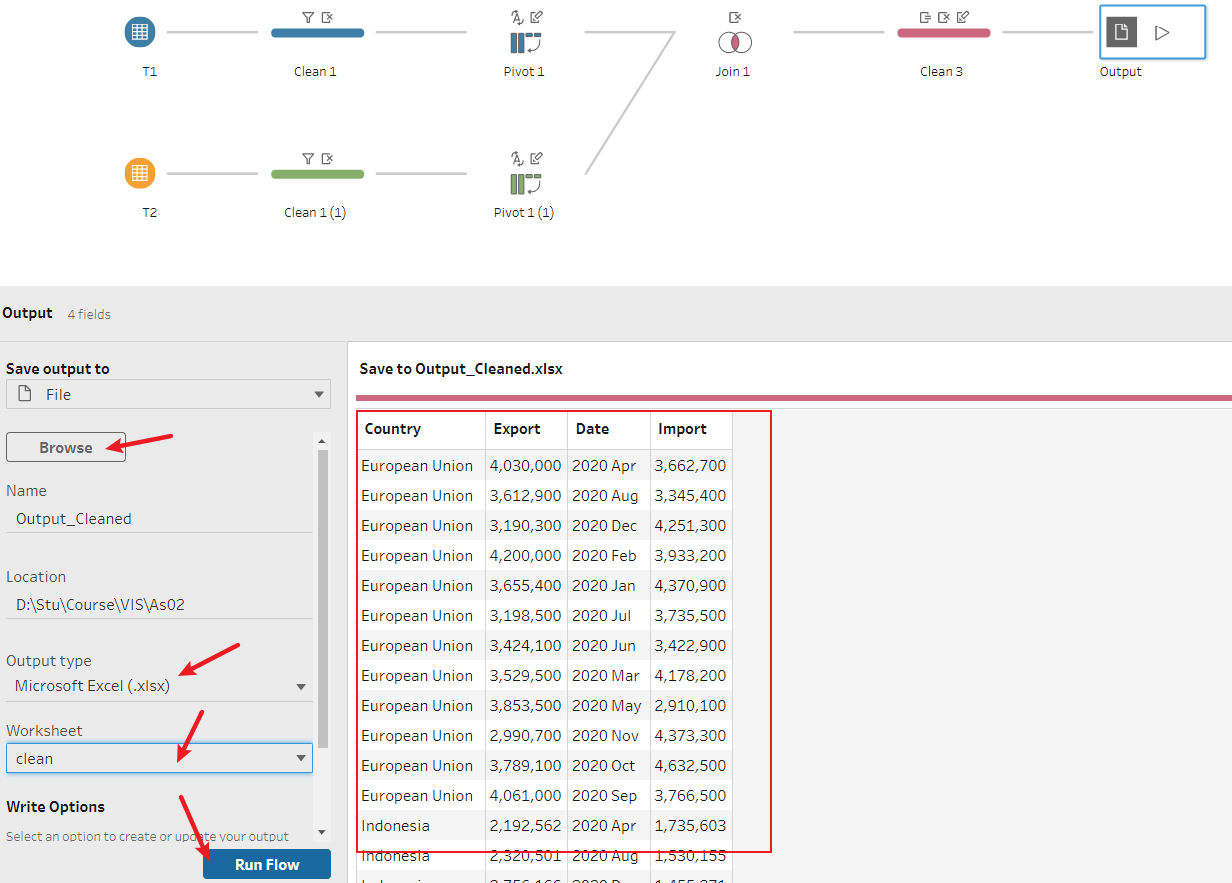 T1
Clean 1
Pivot 1
Join 1
Clean 3
Output
T2
Clean 1 (1)
Pivot 1 (1)
Output 4 fields
Save output to
File
Browse
Name
Output_Cleaned
Location
D:\Stu\Course\VIS\As02
Output type
Microsoft Excel (.xlsx)
Worksheet
clean
Write Options
Select an option to create or update your output
Run Flow
Save to Output_Cleaned.xlsx
Country Export Date Import
European Union 4,030,000 2020 Apr 3,662,700
European Union 3,612,900 2020 Aug 3,345,400
European Union 3,190,300 2020 Dec 4,251,300
European Union 4,200,000 2020 Feb 3,933,200
European Union 3,655,400 2020 Jan 4,370,900
European Union 3,198,500 2020 Jul 3,735,500
European Union 3,424,100 2020 Jun 3,422,900
European Union 3,529,500 2020 Mar 4,178,200
European Union 3,853,500 2020 May 2,910,100
European Union 2,990,700 2020 Nov 4,373,300
European Union 3,789,100 2020 Oct 4,632,500
European Union 4,061,000 2020 Sep 3,766,500
Indonesia 2,192,562 2020 Apr 1,735,603
Indonesia 2,320,501 2020 Aug 1,530,155